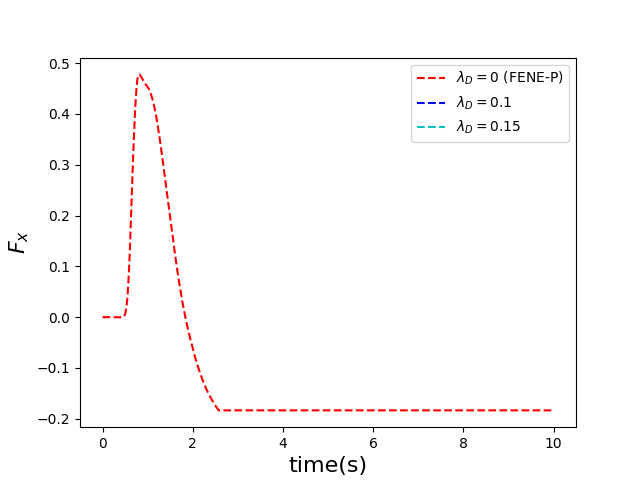 0.5
0.4
0.3
0.2
0.1
0.0
−0.1
−0.2
F_x
λ_D = 0 (FENE-P)
λ_D = 0.1
λ_D = 0.15
0 2 4 6 8 10
time(s)